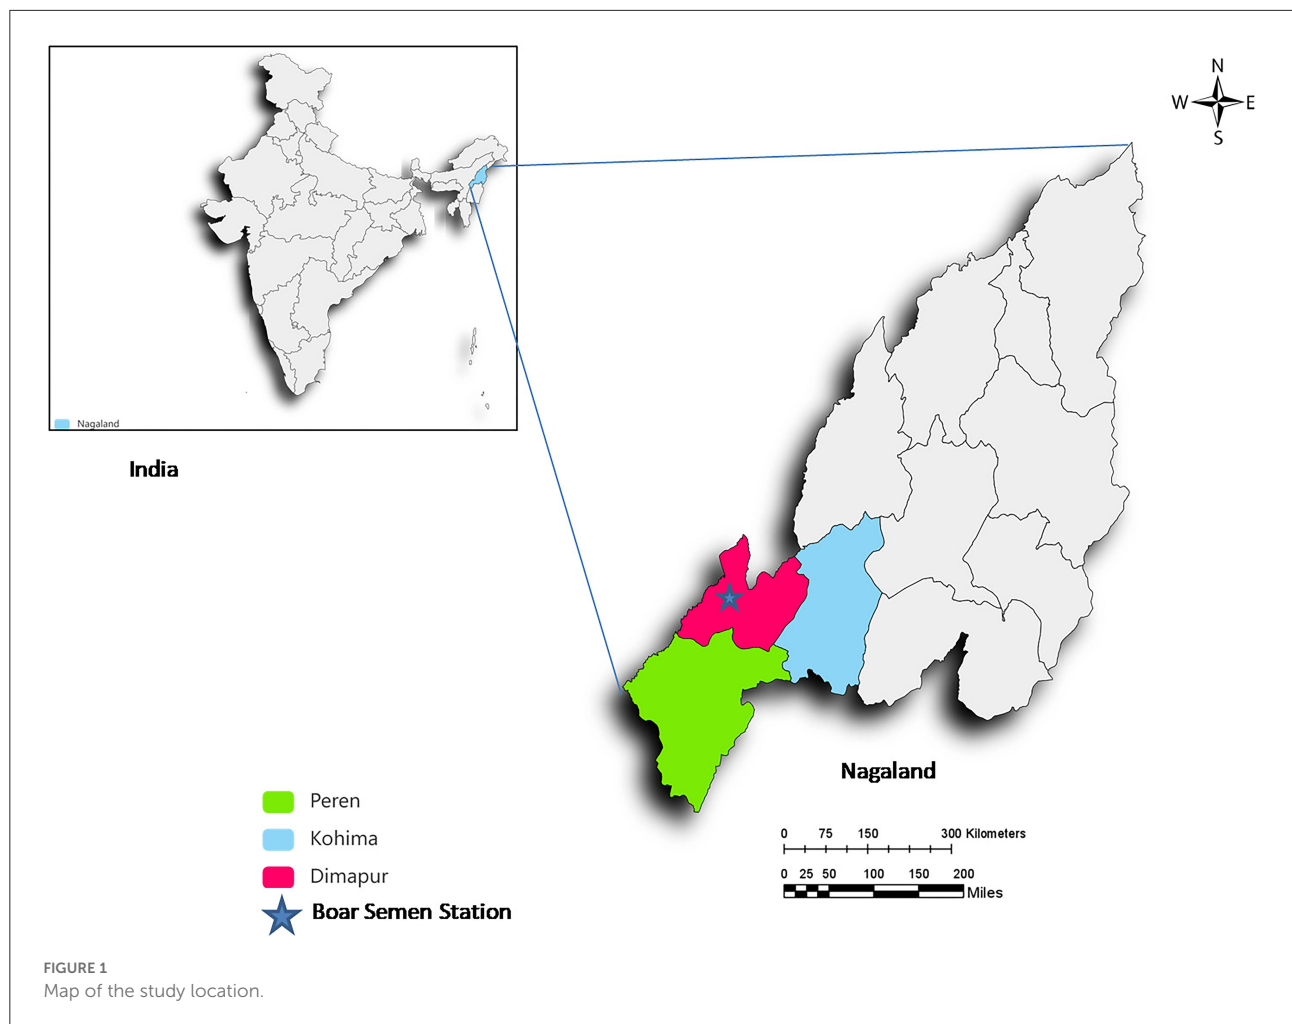 N
W E
S
Nagaland
India
Nagaland
Peren
Kohima
Dimapur
Boar Semen Station
0 75 150 300 Kilometers
0 25 50 100 150 200
Miles
FIGURE 1
Map of the study location.